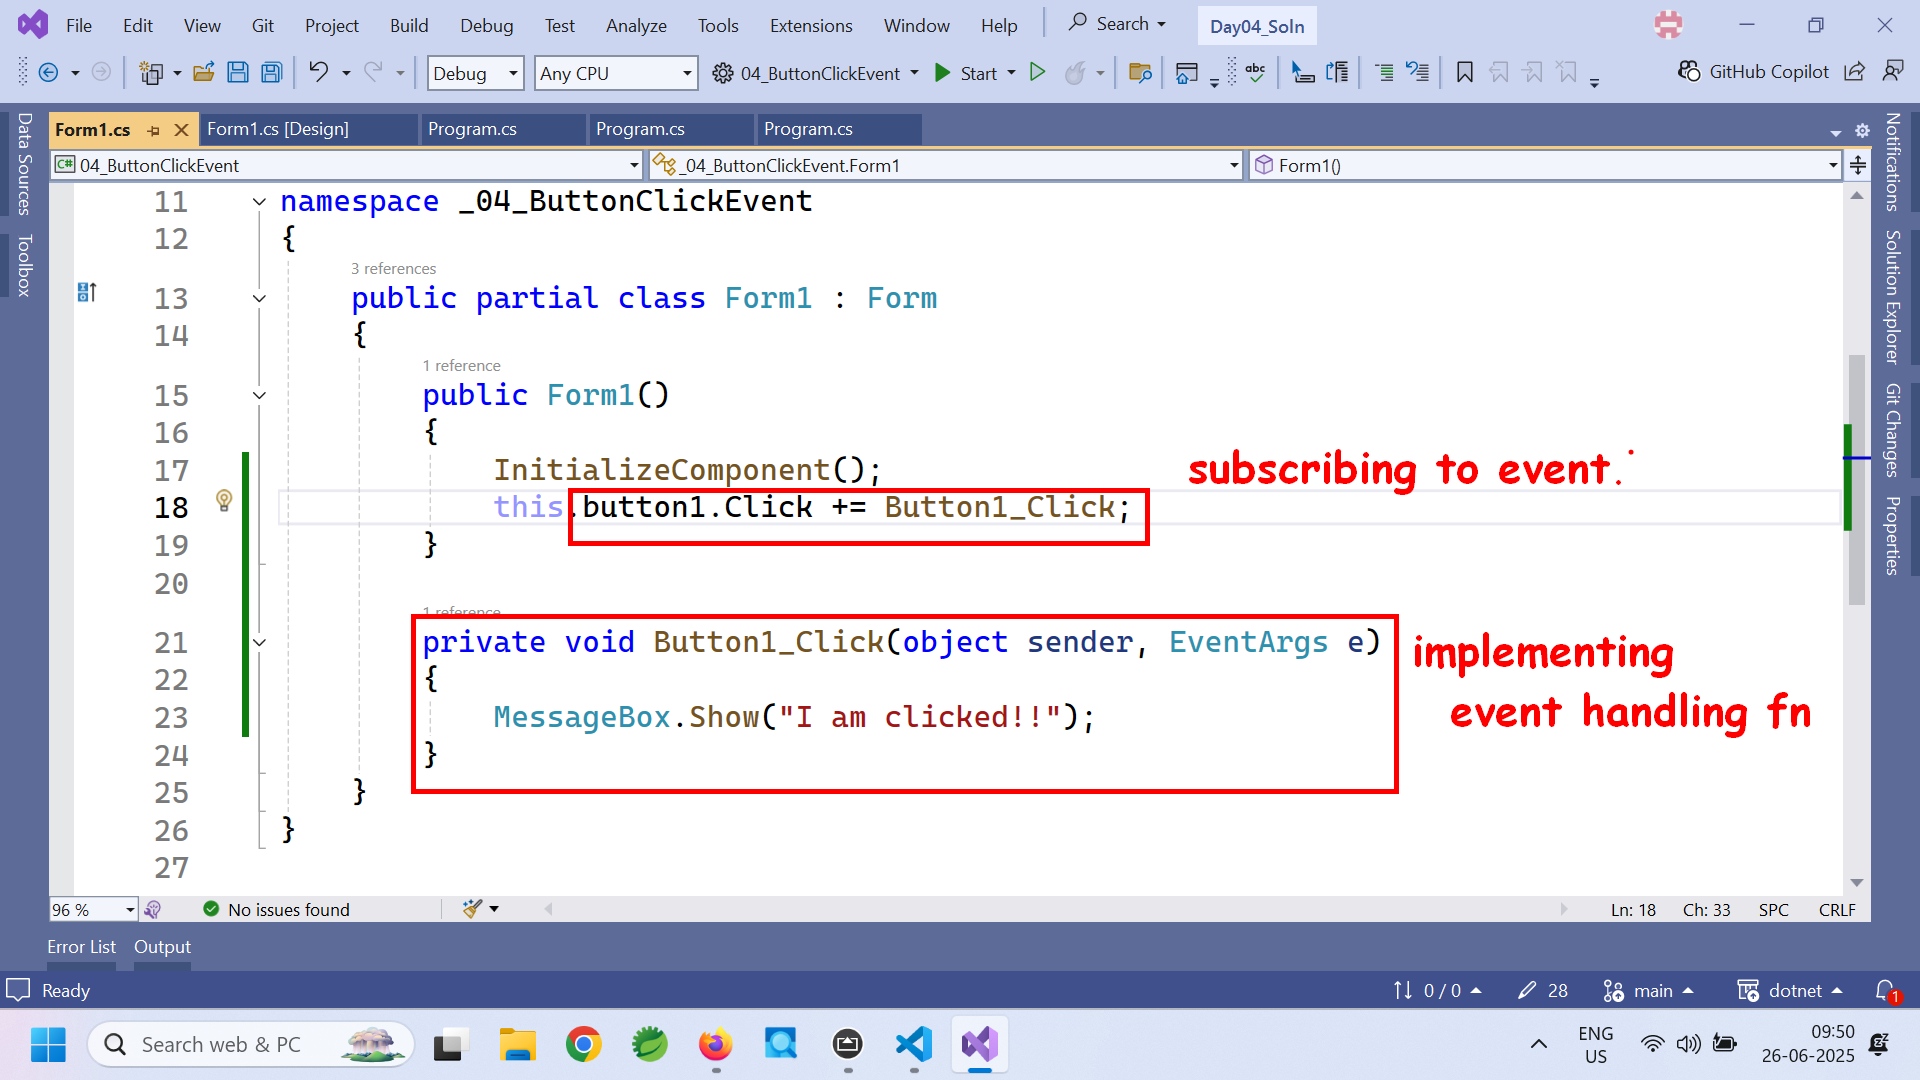 File Edit View Git Project Build Debug Test Analyze Tools Extensions Window Help Search Day04_Soln
Debug Any CPU 04_ButtonClickEvent Start abc GitHub Copilot
Form1.cs Form1.cs [Design] Program.cs Program.cs Program.cs
C# 04_ButtonClickEvent _04_ButtonClickEvent.Form1 Form1()
Data Sources
Toolbox
11 namespace _04_ButtonClickEvent
12 {
3 references
13 public partial class Form1 : Form
14 {
1 reference
15 public Form1()
16 {
17 InitializeComponent();
subscribing to event.
18 this.button1.Click += Button1_Click;
19 }
20
1 reference
21 private void Button1_Click(object sender, EventArgs e)
implementing
22 {
event handling fn
23 MessageBox.Show("I am clicked!!");
24 }
25 }
26 }
27
Notifications
Solution Explorer
Git Changes
Properties
96 % No issues found Ln: 18 Ch: 33 SPC CRLF
Error List Output
Ready 0 / 0 28 main dotnet 1
Search web & PC
ENG
US
09:50
26-06-2025